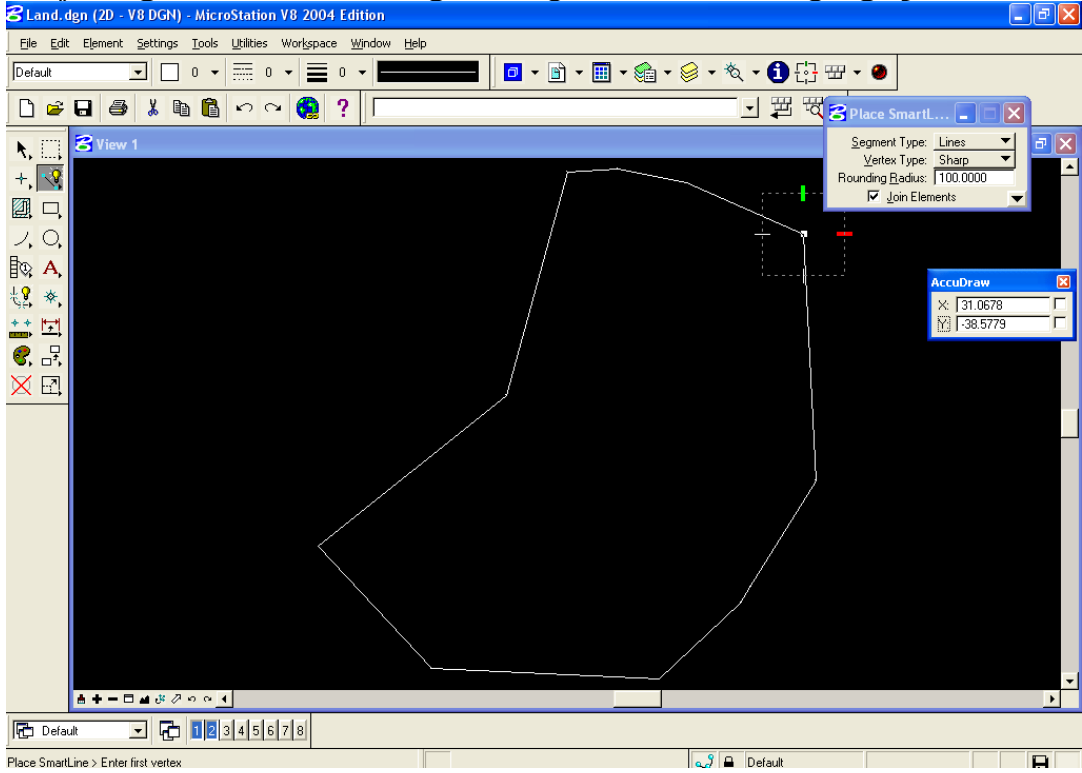 Land.dgn (2D - V8 DGN) - MicroStation V8 2004 Edition
File Edit Element Settings Tools Utilities Workspace Window Help
Default 0 0 0
Place SmartL...
View 1
Segment Type: Lines
Vertex Type: Sharp
Rounding Radius: 100.0000
Join Elements
AccuDraw
X: 31.0678
Y: -38.5779
Default 1 2 3 4 5 6 7 8
Place SmartLine > Enter first vertex Default